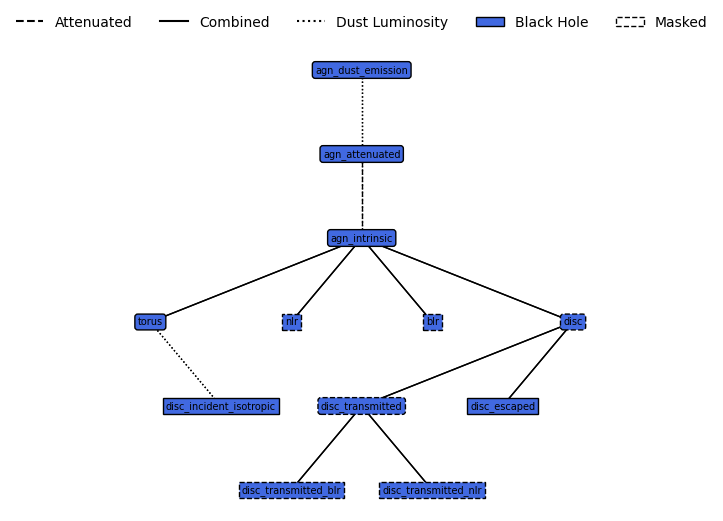 Attenuated Combined Dust Luminosity Black Hole Masked
agn_dust_emission
agn_attenuated
agn_intrinsic
torus nlr blr disc
disc_incident_isotropic disc_transmitted disc_escaped
disc_transmitted_blr disc_transmitted_nlr